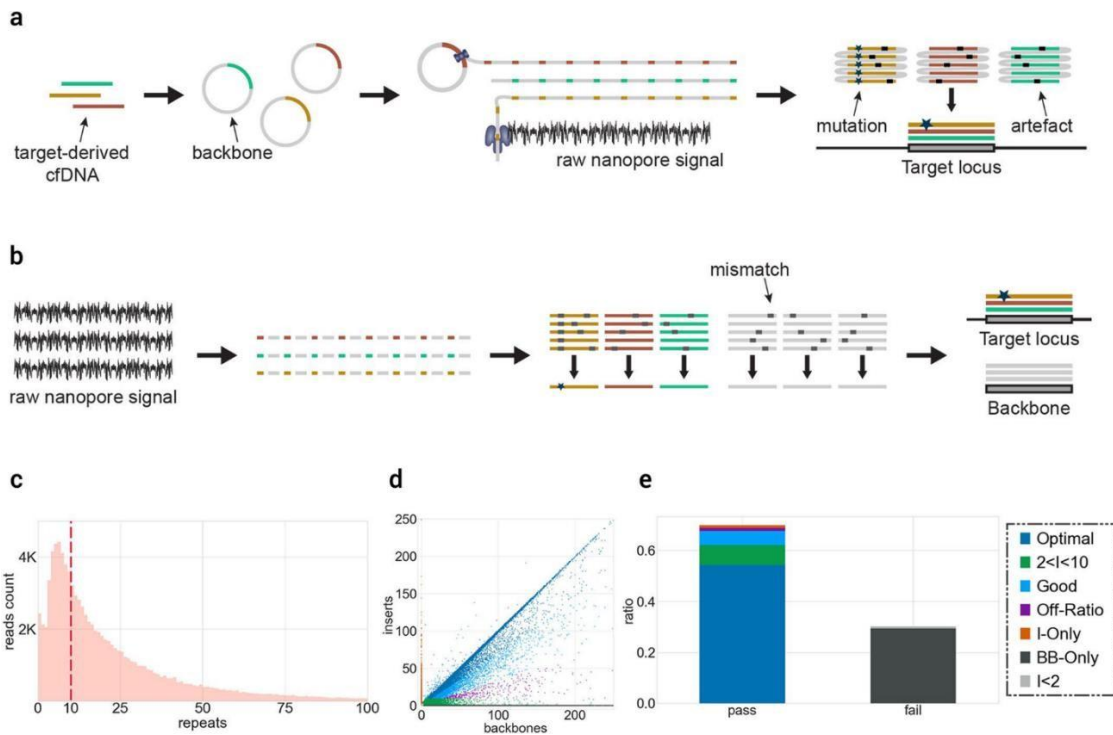 a
target-derived
cfDNA
backbone
raw nanopore signal
mutation
artefact
Target locus
b
raw nanopore signal
mismatch
Target locus
Backbone
c
reads count
4K
2K
0
10
25
50
75
100
repeats
d
inserts
250
200
150
100
50
0
0
100
200
backbones
e
ratio
0.6
0.4
0.2
0.0
pass
fail
Optimal
2<I<10
Good
Off-Ratio
I-Only
BB-Only
I<2